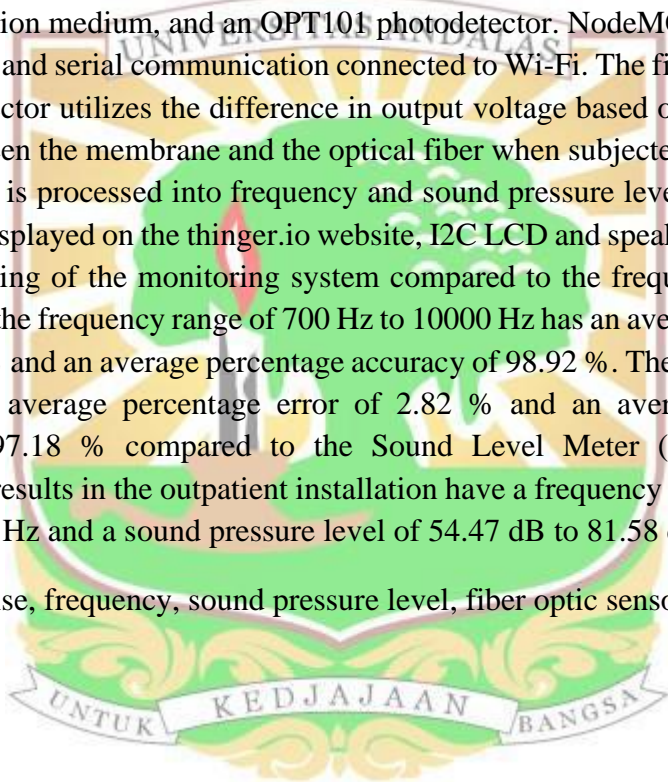 ion medium, and an OPT101 photodetector. NodeMC
UNIVERSITAS ANDALAS
and serial communication connected to Wi-Fi. The fi
ctor utilizes the difference in output voltage based o
en the membrane and the optical fiber when subjecte
is processed into frequency and sound pressure leve
splayed on the thinger.io website, I2C LCD and speak
ing of the monitoring system compared to the frequ
the frequency range of 700 Hz to 10000 Hz has an ave
and an average percentage accuracy of 98.92 %. The
average percentage error of 2.82 % and an aver
97.18 % compared to the Sound Level Meter (
results in the outpatient installation have a frequency
Hz and a sound pressure level of 54.47 dB to 81.58
se, frequency, sound pressure level, fiber optic senso
UNTUK KEDJAJAAN BANGSA